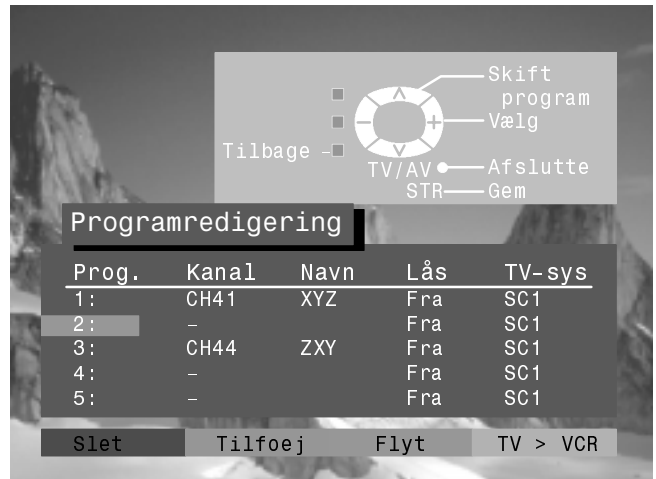 Skift
program
Vælg
Tilbage –
TV/AV Afslutte
STR Gem
Programredigering
Prog. Kanal Navn Lås TV-sys
1: CH41 XYZ Fra SC1
2: – Fra SC1
3: CH44 ZXY Fra SC1
4: – Fra SC1
5: – Fra SC1
Slet Tilfoej Flyt TV > VCR